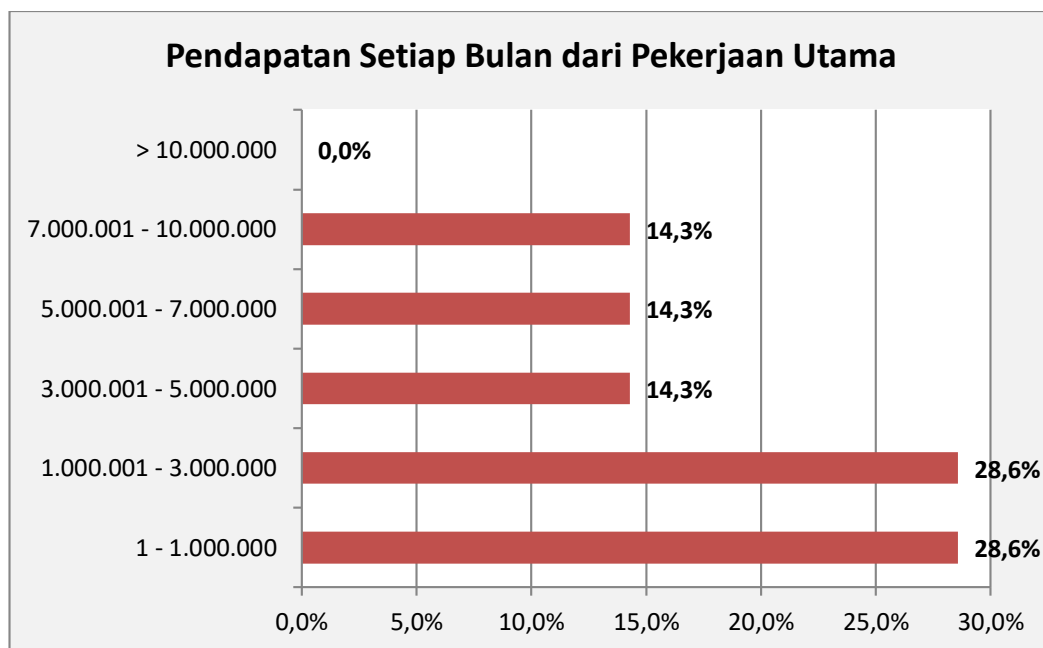 Pendapatan Setiap Bulan dari Pekerjaan Utama
> 10.000.000
0,0%
7.000.001 - 10.000.000
14,3%
5.000.001 - 7.000.000
14,3%
3.000.001 - 5.000.000
14,3%
1.000.001 - 3.000.000
28,6%
1 - 1.000.000
28,6%
0,0% 5,0% 10,0% 15,0% 20,0% 25,0% 30,0%